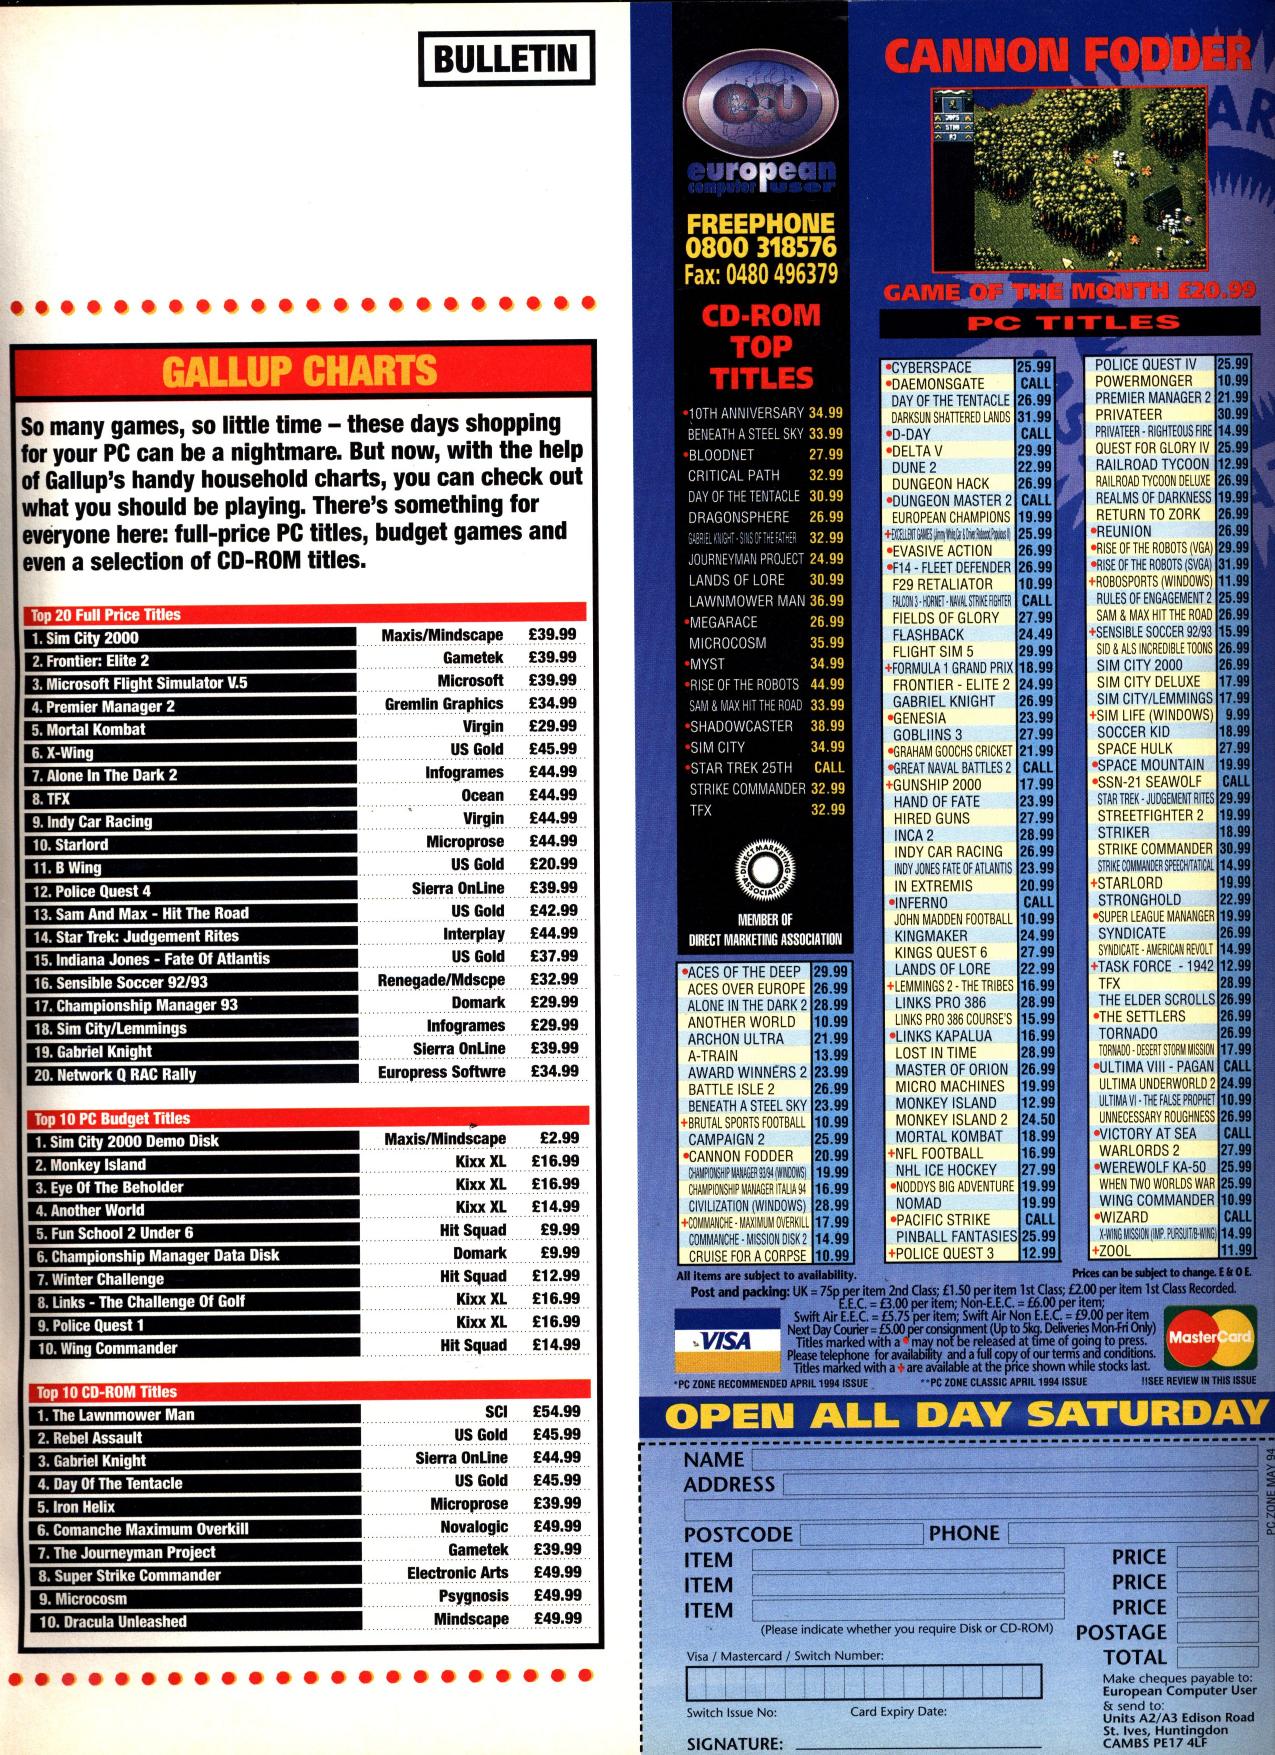 BULLETIN
GALLUP CHARTS
So many games, so little time – these days shopping
for your PC can be a nightmare. But now, with the help
of Gallup's handy household charts, you can check out
what you should be playing. There's something for
everyone here: full-price PC titles, budget games and
even a selection of CD-ROM titles.
Top 20 Full Price Titles
1. Sim City 2000 Maxis/Mindscape £39.99
2. Frontier: Elite 2 Gametek £39.99
3. Microsoft Flight Simulator V.5 Microsoft £39.99
4. Premier Manager 2 Gremlin Graphics £34.99
5. Mortal Kombat Virgin £29.99
6. X-Wing US Gold £45.99
7. Alone In The Dark 2 Infogrames £44.99
8. TFX Ocean £44.99
9. Indy Car Racing Virgin £44.99
10. Starlord Microprose £44.99
11. B Wing US Gold £20.99
12. Police Quest 4 Sierra OnLine £39.99
13. Sam And Max - Hit The Road US Gold £42.99
14. Star Trek: Judgement Rites Interplay £44.99
15. Indiana Jones - Fate Of Atlantis US Gold £37.99
16. Sensible Soccer 92/93 Renegade/Mdscpe £32.99
17. Championship Manager 93 Domark £29.99
18. Sim City/Lemmings Infogrames £29.99
19. Gabriel Knight Sierra OnLine £39.99
20. Network Q RAC Rally Europress Softwre £34.99
Top 10 PC Budget Titles
1. Sim City 2000 Demo Disk Maxis/Mindscape £2.99
2. Monkey Island Kixx XL £16.99
3. Eye Of The Beholder Kixx XL £16.99
4. Another World Kixx XL £14.99
5. Fun School 2 Under 6 Hit Squad £9.99
6. Championship Manager Data Disk Domark £9.99
7. Winter Challenge Hit Squad £12.99
8. Links - The Challenge Of Golf Kixx XL £16.99
9. Police Quest 1 Kixx XL £16.99
10. Wing Commander Hit Squad £14.99
Top 10 CD-ROM Titles
1. The Lawnmower Man SCI £54.99
2. Rebel Assault US Gold £45.99
3. Gabriel Knight Sierra OnLine £44.99
4. Day Of The Tentacle US Gold £45.99
5. Iron Helix Microprose £39.99
6. Comanche Maximum Overkill Novalogic £49.99
7. The Journeyman Project Gametek £39.99
8. Super Strike Commander Electronic Arts £49.99
9. Microcosm Psygnosis £49.99
10. Dracula Unleashed Mindscape £49.99
ecu
european
computer user
FREEPHONE
0800 318576
Fax: 0480 496379
CD-ROM
TOP
TITLES
•10TH ANNIVERSARY 34.99
BENEATH A STEEL SKY 33.99
•BLOODNET 27.99
CRITICAL PATH 32.99
DAY OF THE TENTACLE 30.99
DRAGONSPHERE 26.99
GABRIEL KNIGHT - SINS OF THE FATHER 32.99
JOURNEYMAN PROJECT 24.99
LANDS OF LORE 30.99
LAWNMOWER MAN 36.99
•MEGARACE 26.99
MICROCOSM 35.99
•MYST 34.99
•RISE OF THE ROBOTS 44.99
SAM & MAX HIT THE ROAD 33.99
•SHADOWCASTER 38.99
•SIM CITY 34.99
•STAR TREK 25TH CALL
STRIKE COMMANDER 32.99
TFX 32.99
DIRECT MARKETING ASSOCIATION
MEMBER OF
DIRECT MARKETING ASSOCIATION
•ACES OF THE DEEP 29.99
ACES OVER EUROPE 26.99
ALONE IN THE DARK 2 28.99
ANOTHER WORLD 10.99
ARCHON ULTRA 21.99
A-TRAIN 13.99
AWARD WINNERS 2 23.99
BATTLE ISLE 2 26.99
BENEATH A STEEL SKY 23.99
+BRUTAL SPORTS FOOTBALL 10.99
CAMPAIGN 2 25.99
•CANNON FODDER 20.99
CHAMPIONSHIP MANAGER 93/94 (WINDOWS) 19.99
CHAMPIONSHIP MANAGER ITALIA 94 16.99
CIVILIZATION (WINDOWS) 28.99
+COMMANCHE - MAXIMUM OVERKILL 17.99
COMMANCHE - MISSION DISK 2 14.99
CRUISE FOR A CORPSE 10.99
CANNON FODDER
GAME OF THE MONTH £20.99
PC TITLES
•CYBERSPACE 25.99
•DAEMONSGATE CALL
DAY OF THE TENTACLE 26.99
DARKSUN SHATTERED LANDS 31.99
•D-DAY CALL
•DELTA V 29.99
DUNE 2 22.99
DUNGEON HACK 26.99
•DUNGEON MASTER 2 CALL
EUROPEAN CHAMPIONS 19.99
+EXCELLENT GAMES 25.99
•EVASIVE ACTION 26.99
•F14 - FLEET DEFENDER 26.99
F29 RETALIATOR 10.99
FALCON 3 - HORNET - NAVAL STRIKE FIGHTER CALL
FIELDS OF GLORY 27.99
FLASHBACK 24.49
FLIGHT SIM 5 29.99
+FORMULA 1 GRAND PRIX 18.99
FRONTIER - ELITE 2 24.99
GABRIEL KNIGHT 26.99
•GENESIA 23.99
GOBLIINS 3 27.99
•GRAHAM GOOCHS CRICKET 21.99
•GREAT NAVAL BATTLES 2 CALL
+GUNSHIP 2000 17.99
HAND OF FATE 23.99
HIRED GUNS 27.99
INCA 2 28.99
INDY CAR RACING 26.99
INDY JONES FATE OF ATLANTIS 23.99
IN EXTREMIS 20.99
•INFERNO CALL
JOHN MADDEN FOOTBALL 10.99
KINGMAKER 24.99
KINGS QUEST 6 27.99
LANDS OF LORE 22.99
+LEMMINGS 2 - THE TRIBES 16.99
LINKS PRO 386 28.99
LINKS PRO 386 COURSE'S 15.99
•LINKS KAPALUA 16.99
LOST IN TIME 28.99
MASTER OF ORION 26.99
MICRO MACHINES 19.99
MONKEY ISLAND 12.99
MONKEY ISLAND 2 24.50
MORTAL KOMBAT 18.99
+NFL FOOTBALL 16.99
NHL ICE HOCKEY 27.99
•NODDYS BIG ADVENTURE 19.99
NOMAD 19.99
•PACIFIC STRIKE CALL
PINBALL FANTASIES 25.99
+POLICE QUEST 3 12.99
POLICE QUEST IV 25.99
POWERMONGER 10.99
PREMIER MANAGER 2 21.99
PRIVATEER 30.99
PRIVATEER - RIGHTEOUS FIRE 14.99
QUEST FOR GLORY IV 25.99
RAILROAD TYCOON 12.99
RAILROAD TYCOON DELUXE 26.99
REALMS OF DARKNESS 19.99
RETURN TO ZORK 26.99
•REUNION 26.99
•RISE OF THE ROBOTS (VGA) 29.99
•RISE OF THE ROBOTS (SVGA) 31.99
+ROBOSPORTS (WINDOWS) 11.99
RULES OF ENGAGEMENT 2 25.99
SAM & MAX HIT THE ROAD 26.99
+SENSIBLE SOCCER 92/93 15.99
SID & ALS INCREDIBLE TOONS 26.99
SIM CITY 2000 26.99
SIM CITY DELUXE 17.99
SIM CITY/LEMMINGS 17.99
+SIM LIFE (WINDOWS) 9.99
SOCCER KID 18.99
SPACE HULK 27.99
•SPACE MOUNTAIN 19.99
•SSN-21 SEAWOLF CALL
STAR TREK - JUDGEMENT RITES 29.99
STREETFIGHTER 2 19.99
STRIKER 18.99
STRIKE COMMANDER 30.99
STRIKE COMMANDER SPEECH/TATICAL 14.99
+STARLORD 19.99
STRONGHOLD 22.99
•SUPER LEAGUE MANANGER 19.99
SYNDICATE 26.99
SYNDICATE - AMERICAN REVOLT 14.99
+TASK FORCE - 1942 12.99
TFX 28.99
THE ELDER SCROLLS 26.99
•THE SETTLERS 26.99
TORNADO 26.99
TORNADO - DESERT STORM MISSION 17.99
•ULTIMA VIII - PAGAN CALL
ULTIMA UNDERWORLD 2 24.99
ULTIMA VI - THE FALSE PROPHET 10.99
UNNECESSARY ROUGHNESS 26.99
•VICTORY AT SEA CALL
WARLORDS 2 27.99
•WEREWOLF KA-50 25.99
WHEN TWO WORLDS WAR 25.99
WING COMMANDER 10.99
•WIZARD CALL
X-WING MISSION (IMP. PURSUIT/B-WING) 14.99
+ZOOL 11.99
All items are subject to availability.
Prices can be subject to change. E & O E.
Post and packing: UK = 75p per item 2nd Class; £1.50 per item 1st Class; £2.00 per item 1st Class Recorded.
E.E.C. = £3.00 per item; Non-E.E.C. = £6.00 per item;
Swift Air E.E.C. = £5.75 per item; Swift Air Non E.E.C. = £9.00 per item
Next Day Courier = £5.00 per consignment (Up to 5kg. Deliveries Mon-Fri Only)
Titles marked with a • may not be released at time of going to press.
Please telephone for availability and a full copy of our terms and conditions.
Titles marked with a + are available at the price shown while stocks last.
VISA
MasterCard
*PC ZONE RECOMMENDED APRIL 1994 ISSUE **PC ZONE CLASSIC APRIL 1994 ISSUE !!SEE REVIEW IN THIS ISSUE
OPEN ALL DAY SATURDAY
NAME
ADDRESS
POSTCODE PHONE
ITEM PRICE
ITEM PRICE
ITEM PRICE
(Please indicate whether you require Disk or CD-ROM)
POSTAGE
TOTAL
Visa / Mastercard / Switch Number:
Switch Issue No: Card Expiry Date:
SIGNATURE:
Make cheques payable to:
European Computer User
& send to:
Units A2/A3 Edison Road
St. Ives, Huntingdon
CAMBS PE17 4LF
PC ZONE MAY 94